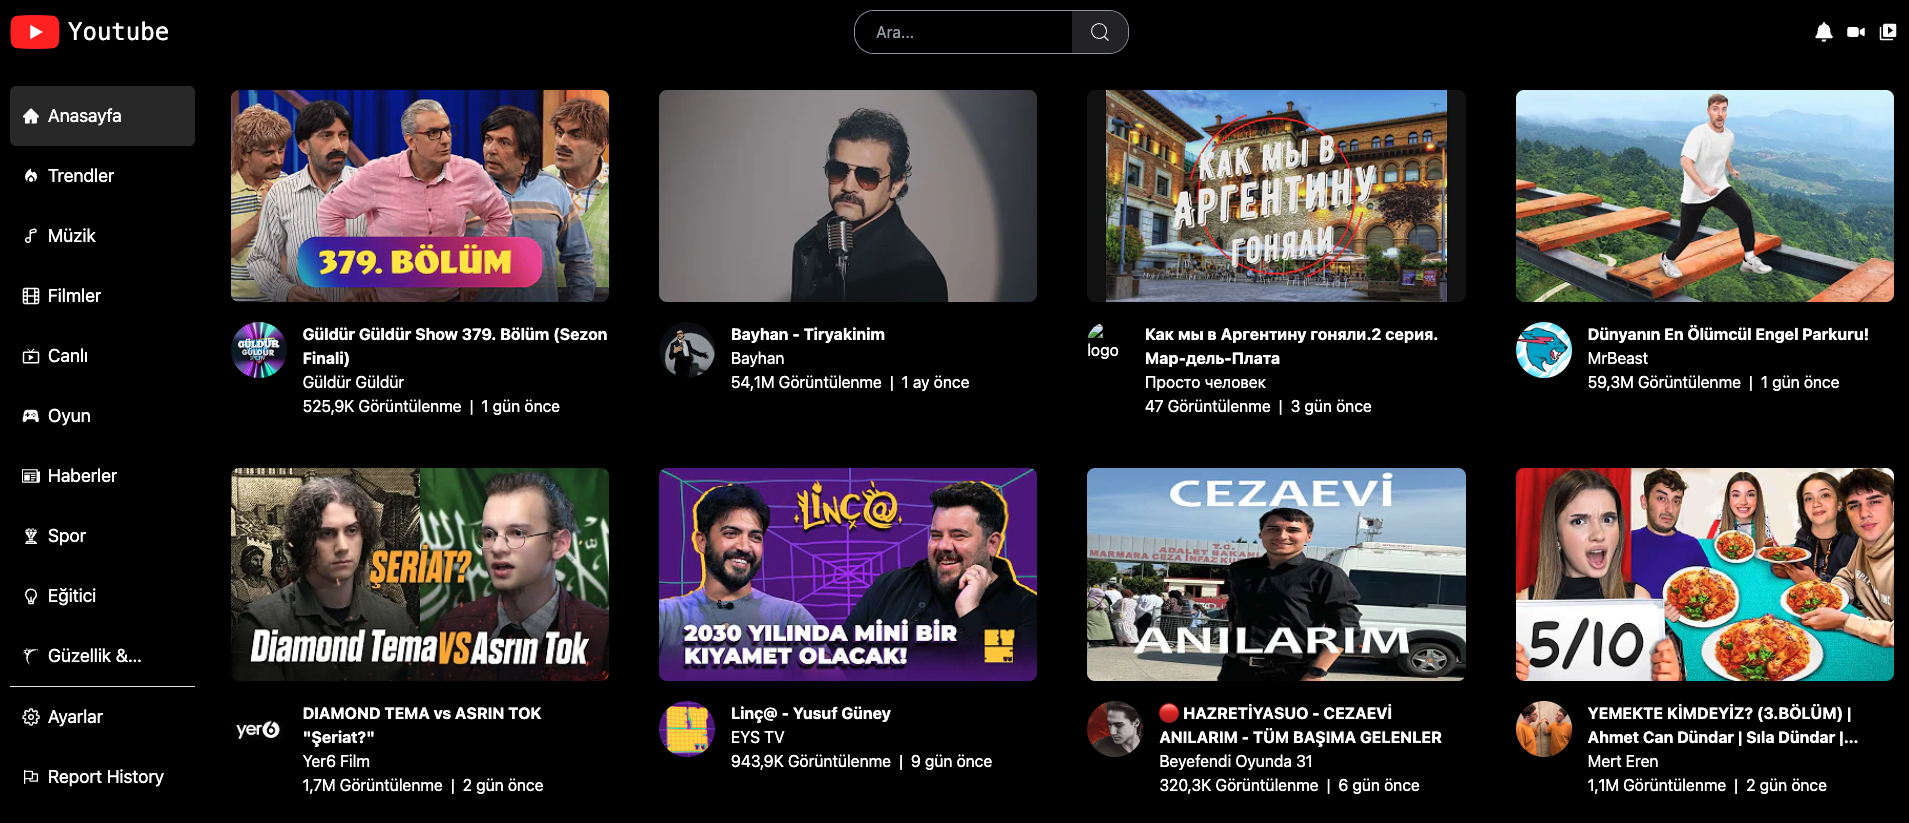 Youtube
Ara...
Anasayfa
Trendler
Müzik
Filmler
Canlı
Oyun
Haberler
Spor
Eğitici
Güzellik &...
Ayarlar
Report History
379. BÖLÜM
GÜLDÜR
GÜLDÜR
SHOW
Güldür Güldür Show 379. Bölüm (Sezon
Finali)
Güldür Güldür
525,9K Görüntülenme | 1 gün önce
Bayhan - Tiryakinim
Bayhan
54,1M Görüntülenme | 1 ay önce
КАК МЫ В
АРГЕНТИНУ
ГОНЯЛИ
logo
Как мы в Аргентину гоняли.2 серия.
Мар-дель-Плата
Просто человек
47 Görüntülenme | 3 gün önce
Dünyanın En Ölümcül Engel Parkuru!
MrBeast
59,3M Görüntülenme | 1 gün önce
ŞERİAT?
Diamond Tema VS Asrın Tok
yer6
DIAMOND TEMA vs ASRIN TOK
"Şeriat?"
Yer6 Film
1,7M Görüntülenme | 2 gün önce
LİNÇ@
2030 YILINDA MİNİ BİR
KIYAMET OLACAK!
Linç@ - Yusuf Güney
EYS TV
943,9K Görüntülenme | 9 gün önce
CEZAEVİ
T.C.
ADALET BAKANL
MARMARA CEZA İNFAZ KU
ANILARIM
🔴 HAZRETİYASUO - CEZAEVİ
ANILARIM - TÜM BAŞIMA GELENLER
Beyefendi Oyunda 31
320,3K Görüntülenme | 6 gün önce
5/10
YEMEKTE KİMDEYİZ? (3.BÖLÜM) |
Ahmet Can Dündar | Sıla Dündar |...
Mert Eren
1,1M Görüntülenme | 2 gün önce